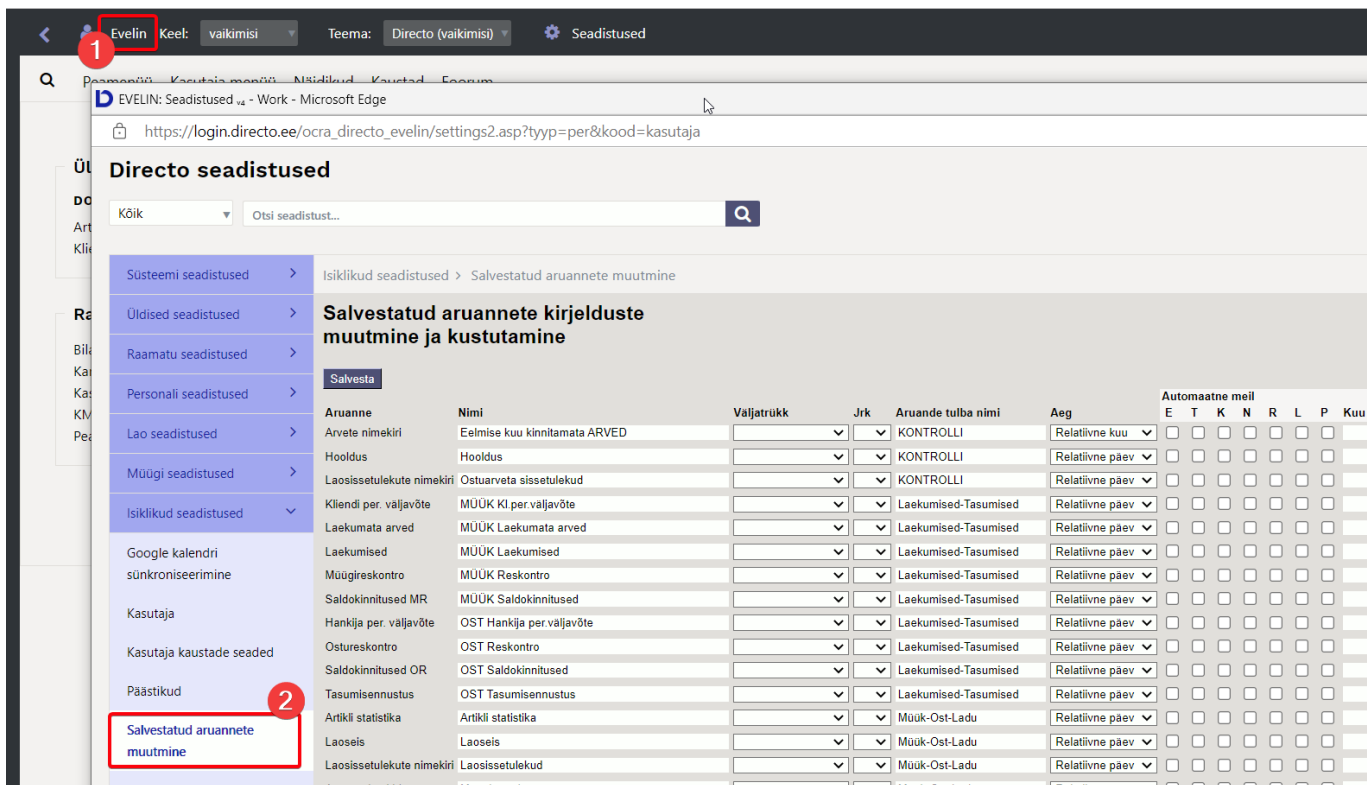 Evelin Keel: vaikimisi Teema: Directo (vaikimisi) Seadistused
1
Peamenüü Kasutaja menüü Näidikud Kaustad Foorum
EVELIN: Seadistused v4 - Work - Microsoft Edge
https://login.directo.ee/ocra_directo_evelin/settings2.asp?tyyp=per&kood=kasutaja
Directo seadistused
Kõik Otsi seadistust...
Süsteemi seadistused
Üldised seadistused
Raamatu seadistused
Personali seadistused
Lao seadistused
Müügi seadistused
Isiklikud seadistused
Google kalendri
sünkroniseerimine
Kasutaja
Kasutaja kaustade seaded
Päästikud
2
Salvestatud aruannete
muutmine
Isiklikud seadistused > Salvestatud aruannete muutmine
Salvestatud aruannete kirjelduste
muutmine ja kustutamine
Salvesta
Automaatne meil
Aruanne Nimi Väljatrükk Jrk Aruande tulba nimi Aeg E T K N R L P Kuu
Arvete nimekiri Eelmise kuu kinnitamata ARVED KONTROLLI Relatiivne kuu
Hooldus Hooldus KONTROLLI Relatiivne päev
Laosissetulekute nimekiri Ostuarveta sissetulekud KONTROLLI Relatiivne päev
Kliendi per. väljavõte MÜÜK Kl.per.väljavõte Laekumised-Tasumised Relatiivne päev
Laekumata arved MÜÜK Laekumata arved Laekumised-Tasumised Relatiivne päev
Laekumised MÜÜK Laekumised Laekumised-Tasumised Relatiivne päev
Müügireskontro MÜÜK Reskontro Laekumised-Tasumised Relatiivne päev
Saldokinnitused MR MÜÜK Saldokinnitused Laekumised-Tasumised Relatiivne päev
Hankija per. väljavõte OST Hankija per.väljavõte Laekumised-Tasumised Relatiivne päev
Ostureskontro OST Reskontro Laekumised-Tasumised Relatiivne päev
Saldokinnitused OR OST Saldokinnitused Laekumised-Tasumised Relatiivne päev
Tasumisennustus OST Tasumisennustus Laekumised-Tasumised Relatiivne päev
Artikli statistika Artikli statistika Müük-Ost-Ladu Relatiivne päev
Laoseis Laoseis Müük-Ost-Ladu Relatiivne päev
Laosissetulekute nimekiri Laosissetulekud Müük-Ost-Ladu Relatiivne päev